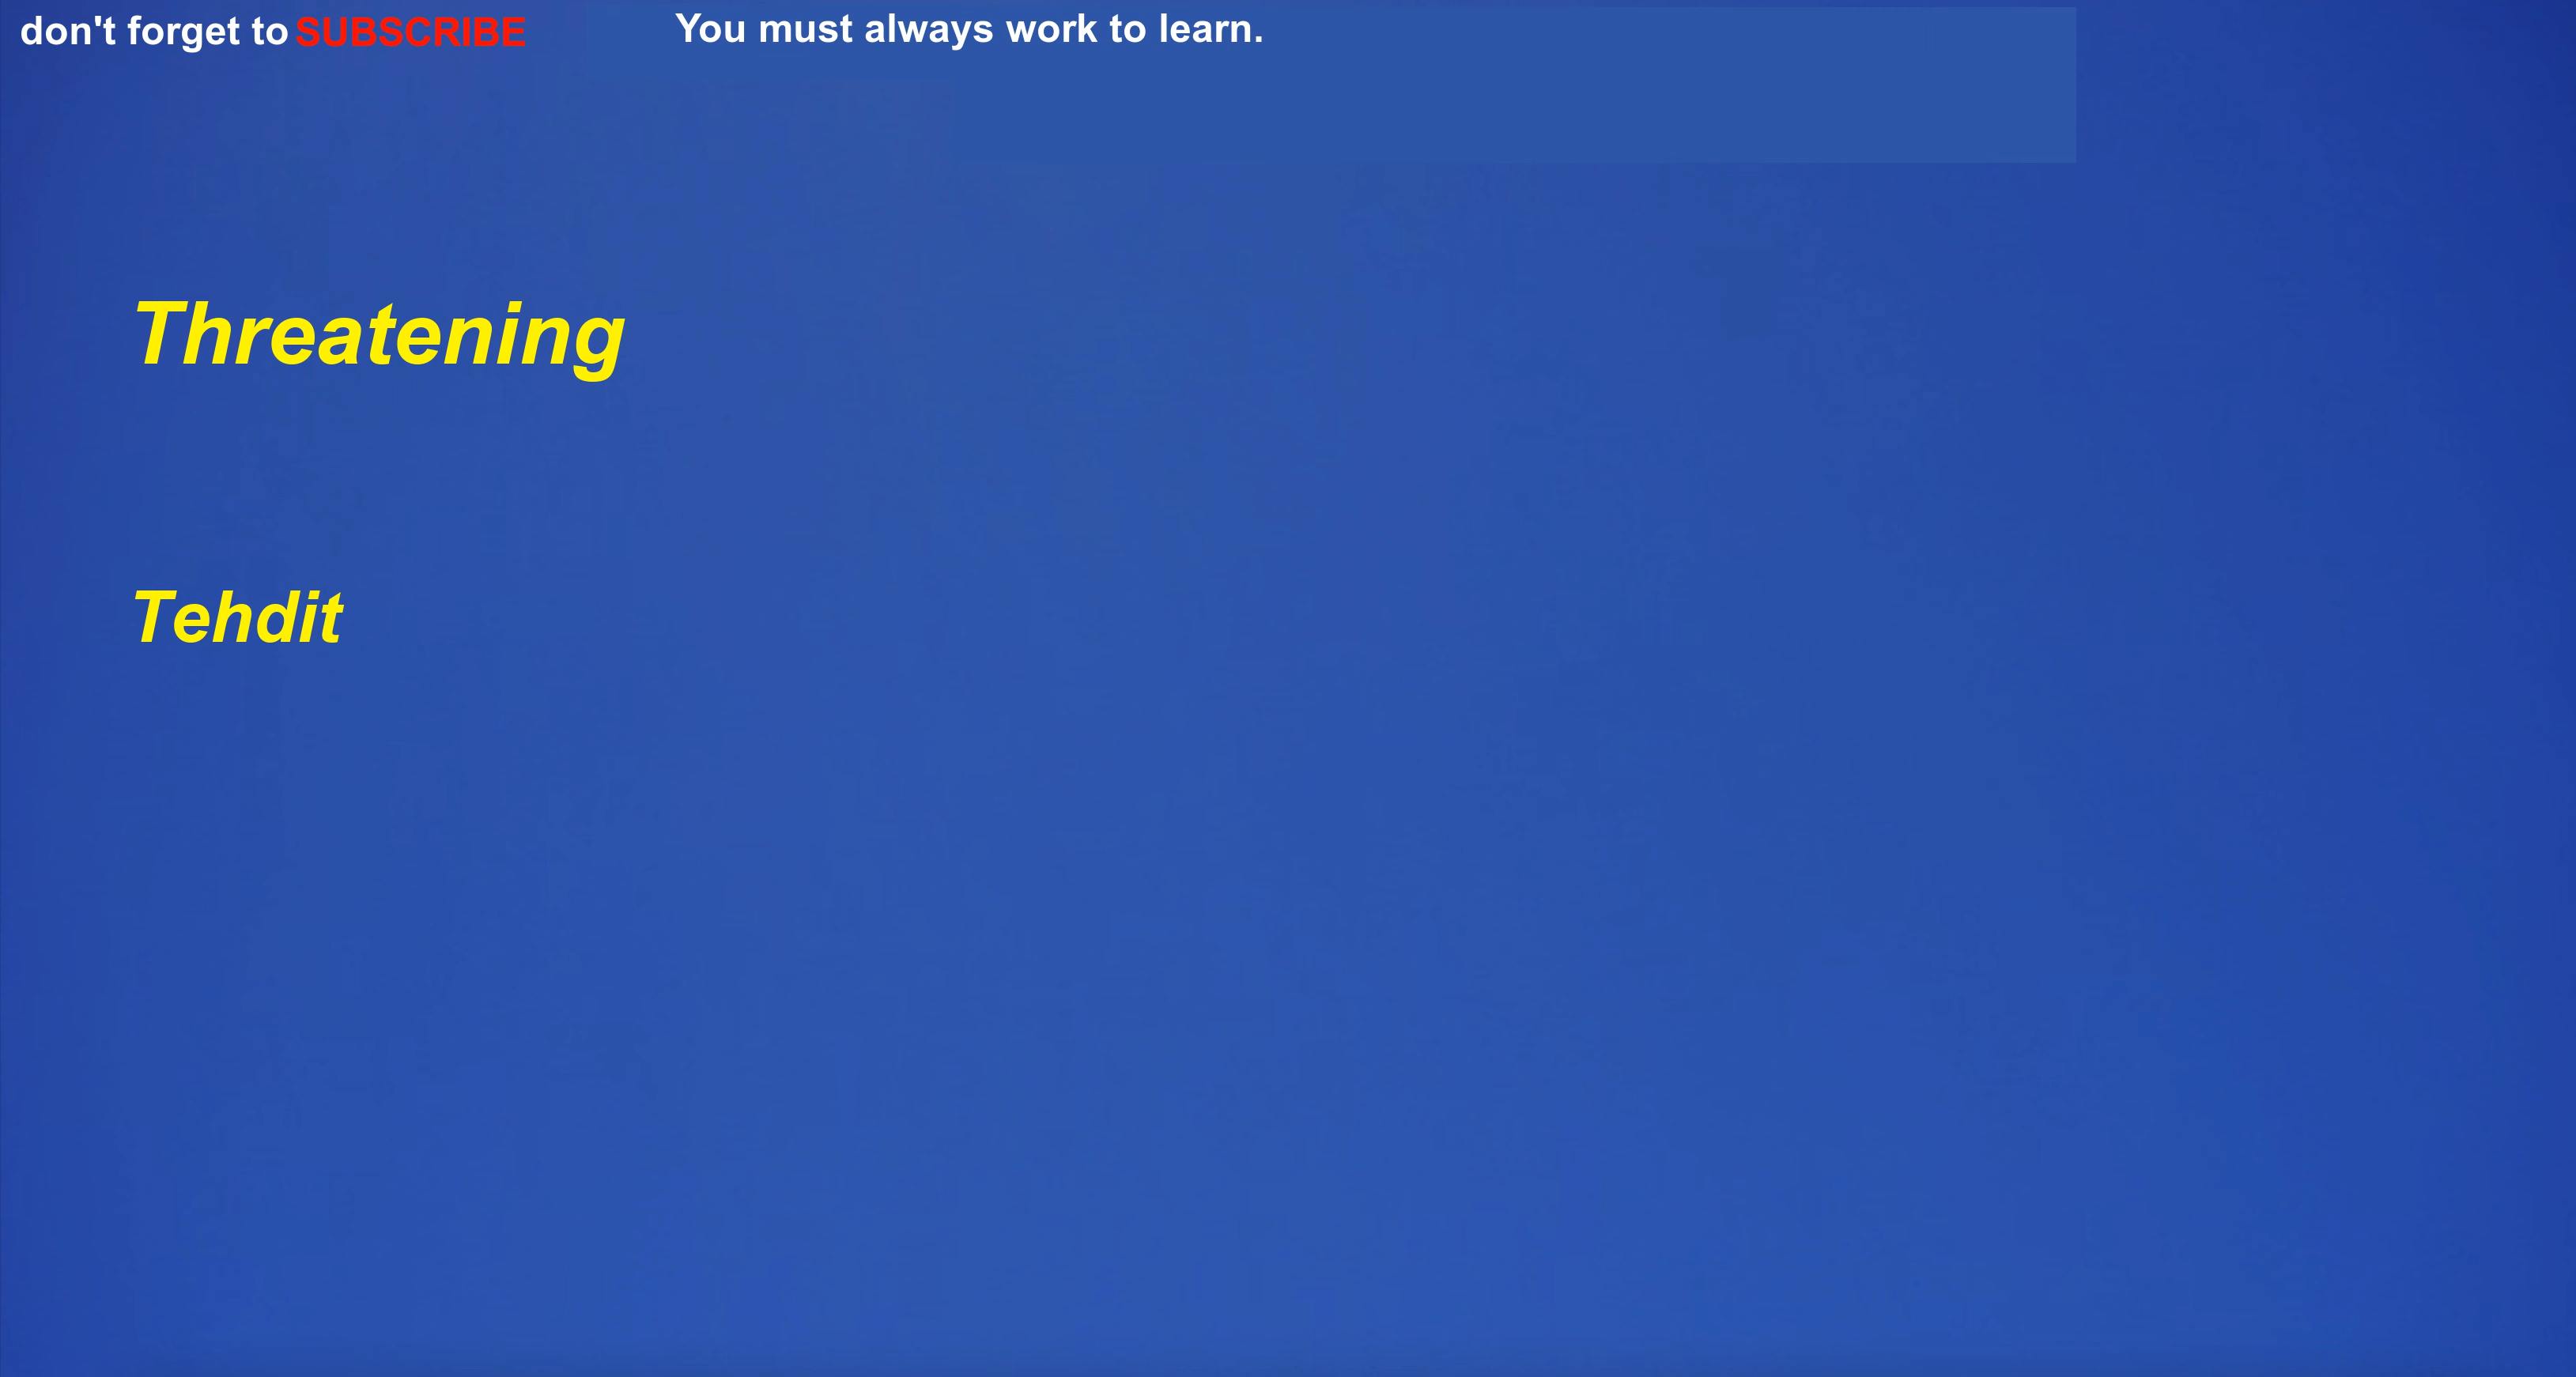 don't forget to SUBSCRIBE
You must always work to learn.
Threatening
Tehdit